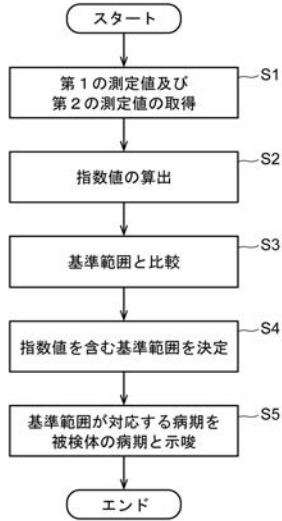 スタート
S1
第１の測定値及び
第２の測定値の取得
S2
指数値の算出
S3
基準範囲と比較
S4
指数値を含む基準範囲を決定
S5
基準範囲が対応する病期を
被検体の病期と示唆
エンド